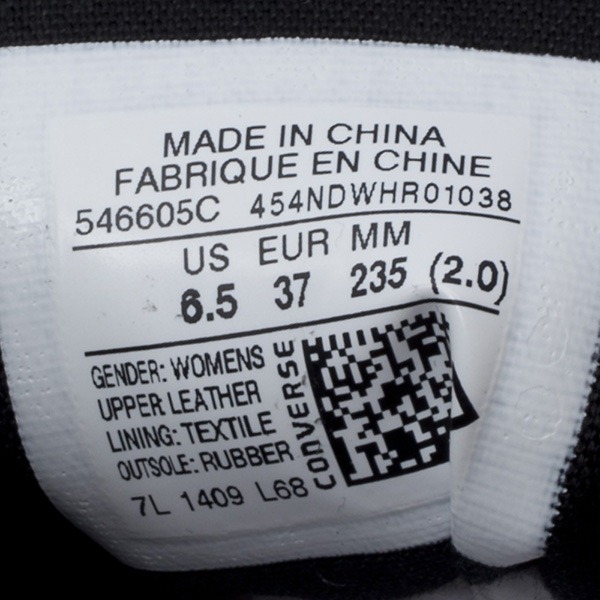 MADE IN CHINA
FABRIQUE EN CHINE
546605C 454NDWHR01038
US EUR MM
6.5 37 235 (2.0)
GENDER: WOMENS
UPPER LEATHER
LINING: TEXTILE
OUTSOLE: RUBBER
7L 1409 L68
CONVERSE